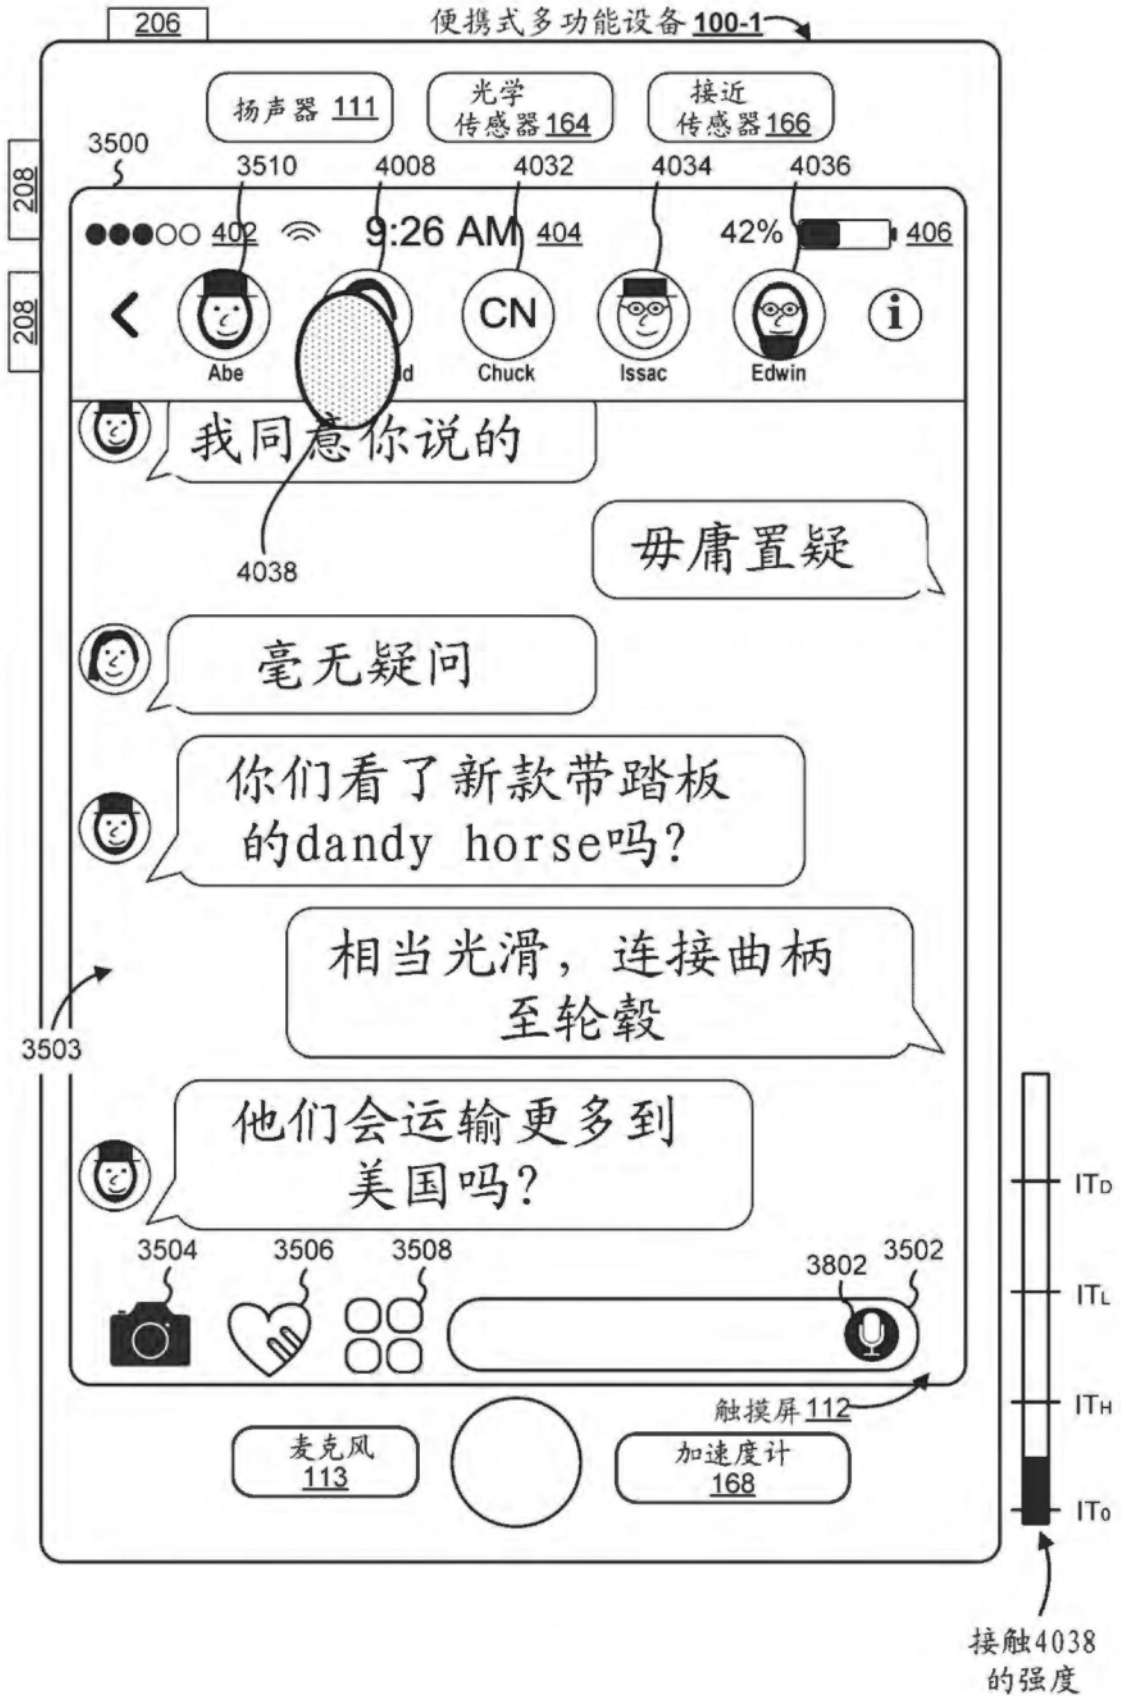 206
便携式多功能设备 100-1
扬声器 111
光学
传感器 164
接近
传感器 166
208
208
3500
3510
4008
4032
4034
4036
402
9:26 AM
404
42%
406
CN
i
Abe
ld
Chuck
Issac
Edwin
我同意你说的
4038
毋庸置疑
毫无疑问
你们看了新款带踏板
的dandy horse吗？
相当光滑，连接曲柄
至轮毂
3503
他们会运输更多到
美国吗？
3504
3506
3508
3802
3502
触摸屏 112
麦克风
113
加速度计
168
ITD
ITL
ITH
IT0
接触4038
的强度